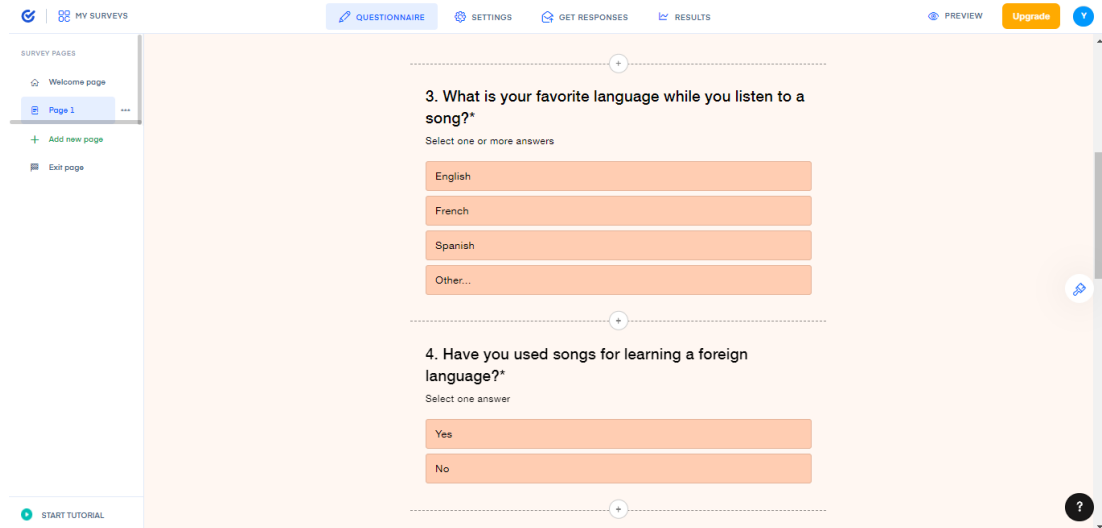 MY SURVEYS
QUESTIONNAIRE
SETTINGS
GET RESPONSES
RESULTS
PREVIEW
Upgrade
Y
SURVEY PAGES
Welcome page
Page 1
Add new page
Exit page
3. What is your favorite language while you listen to a
song?*
Select one or more answers
English
French
Spanish
Other...
4. Have you used songs for learning a foreign
language?*
Select one answer
Yes
No
START TUTORIAL
?